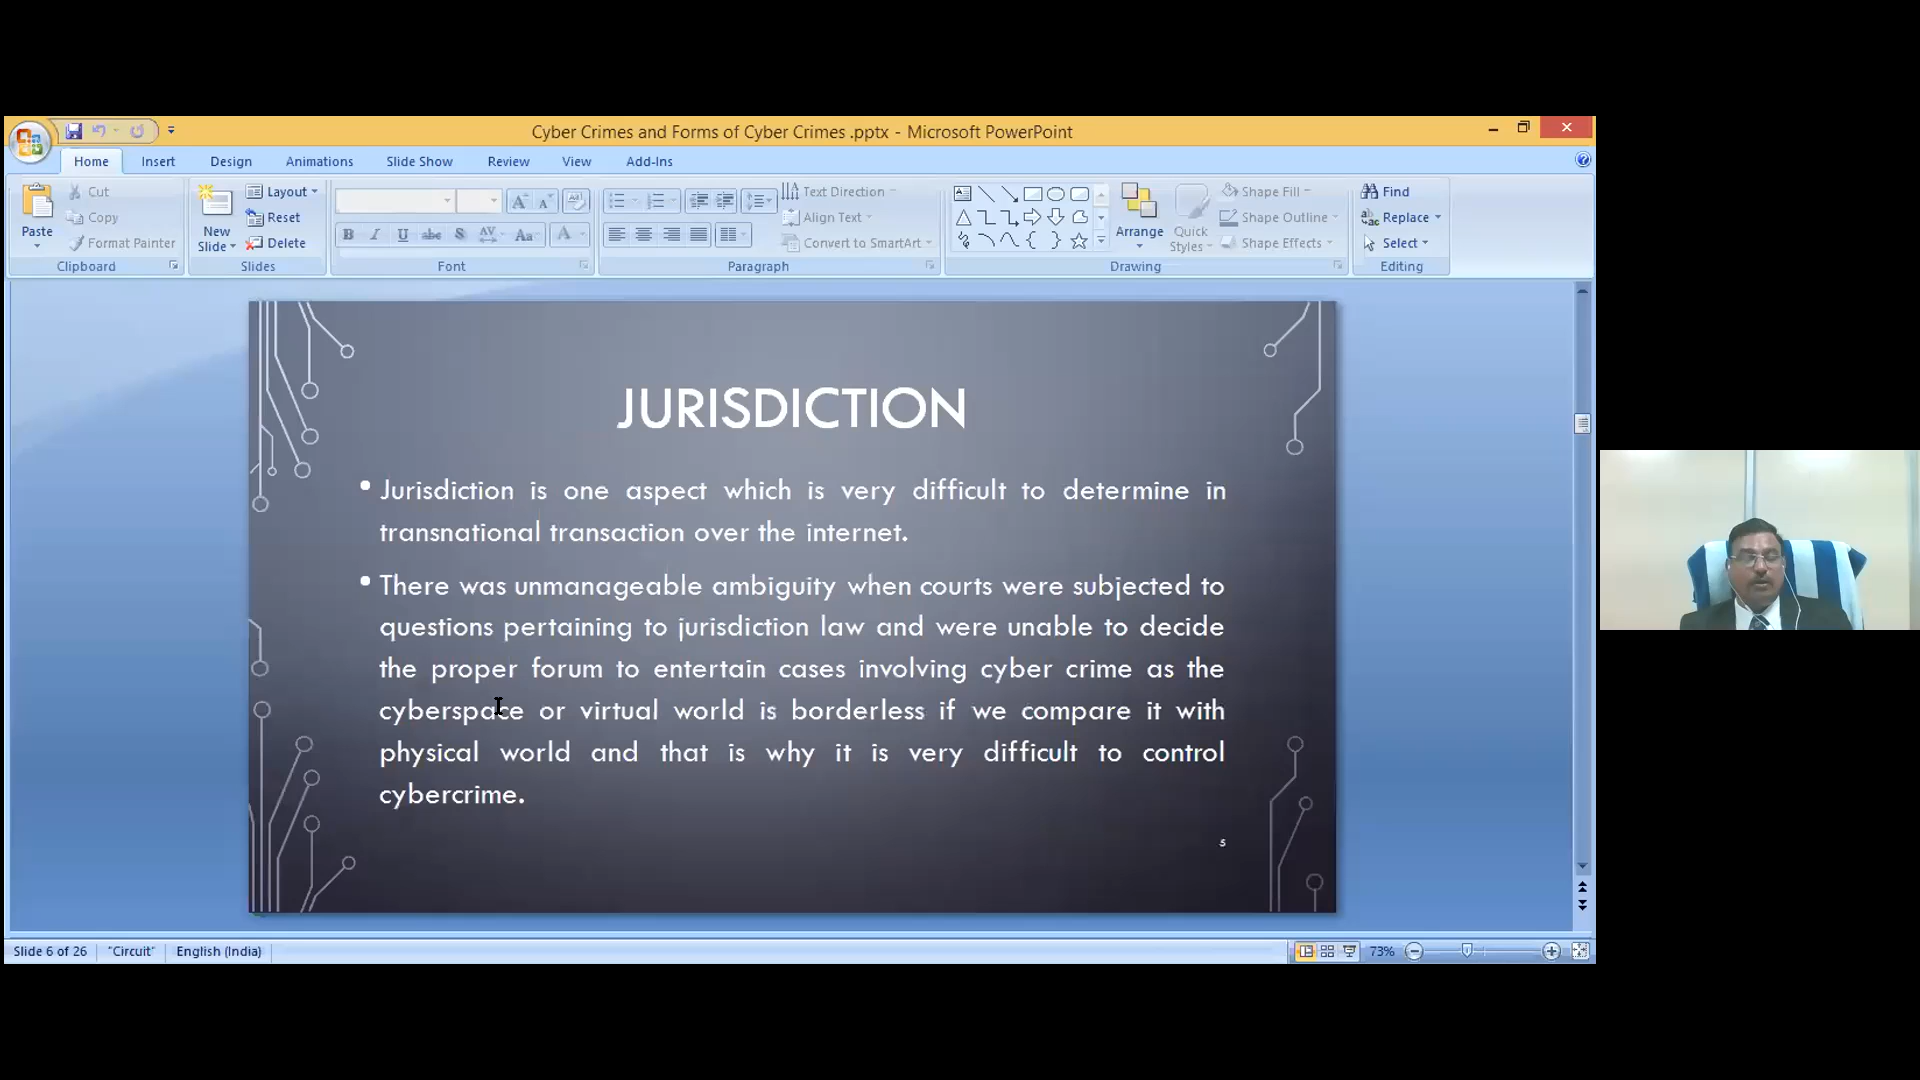 Cyber Crimes and Forms of Cyber Crimes .pptx - Microsoft PowerPoint
Home Insert Design Animations Slide Show Review View Add-Ins
Paste
Cut
Copy
Format Painter
Clipboard
New
Slide
Layout
Reset
Delete
Slides
B I U abc S AV Aa A
Font
Text Direction
Align Text
Convert to SmartArt
Paragraph
Arrange
Quick
Styles
Shape Fill
Shape Outline
Shape Effects
Drawing
Find
Replace
Select
Editing
JURISDICTION
• Jurisdiction is one aspect which is very difficult to determine in
transnational transaction over the internet.
• There was unmanageable ambiguity when courts were subjected to
questions pertaining to jurisdiction law and were unable to decide
the proper forum to entertain cases involving cyber crime as the
cyberspace or virtual world is borderless if we compare it with
physical world and that is why it is very difficult to control
cybercrime.
5
Slide 6 of 26 "Circuit" English (India) 73%